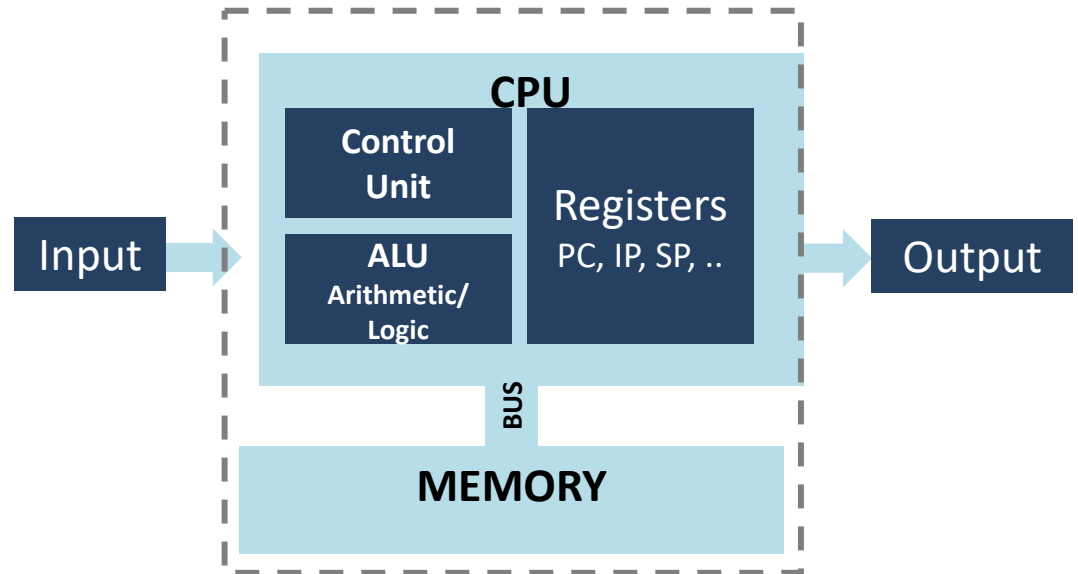 CPU
Control
Unit
Registers
PC, IP, SP, ..
ALU
Arithmetic/
Logic
Input
Output
BUS
MEMORY